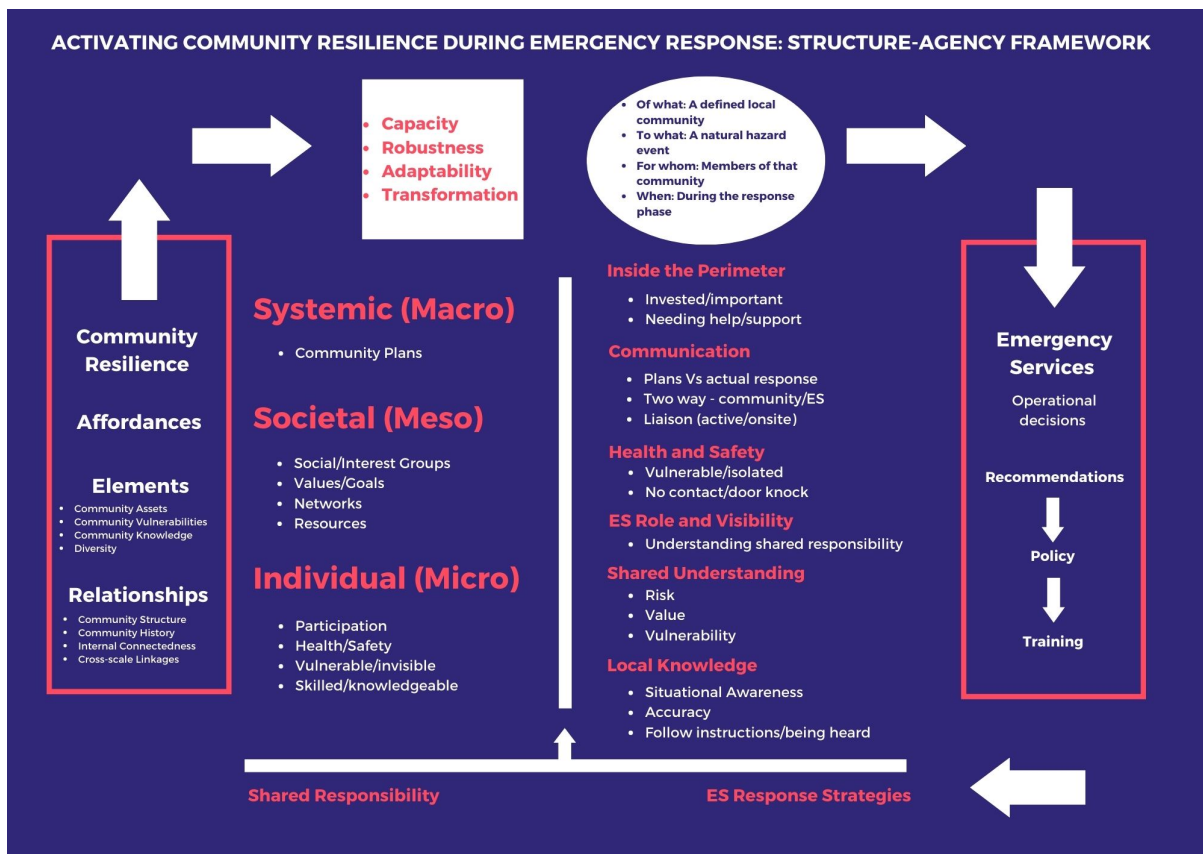 ACTIVATING COMMUNITY RESILIENCE DURING EMERGENCY RESPONSE: STRUCTURE-AGENCY FRAMEWORK
• Capacity
• Robustness
• Adaptability
• Transformation
• Of what: A defined local
community
• To what: A natural hazard
event
• For whom: Members of that
community
• When: During the response
phase
Community
Resilience
Affordances
Elements
• Community Assets
• Community Vulnerabilities
• Community Knowledge
• Diversity
Relationships
• Community Structure
• Community History
• Internal Connectedness
• Cross-scale Linkages
Systemic (Macro)
• Community Plans
Societal (Meso)
• Social/Interest Groups
• Values/Goals
• Networks
• Resources
Individual (Micro)
• Participation
• Health/Safety
• Vulnerable/invisible
• Skilled/knowledgeable
Inside the Perimeter
• Invested/important
• Needing help/support
Communication
• Plans Vs actual response
• Two way - community/ES
• Liaison (active/onsite)
Health and Safety
• Vulnerable/isolated
• No contact/door knock
ES Role and Visibility
• Understanding shared responsibility
Shared Understanding
• Risk
• Value
• Vulnerability
Local Knowledge
• Situational Awareness
• Accuracy
• Follow instructions/being heard
Emergency
Services
Operational
decisions
Recommendations
Policy
Training
Shared Responsibility
ES Response Strategies